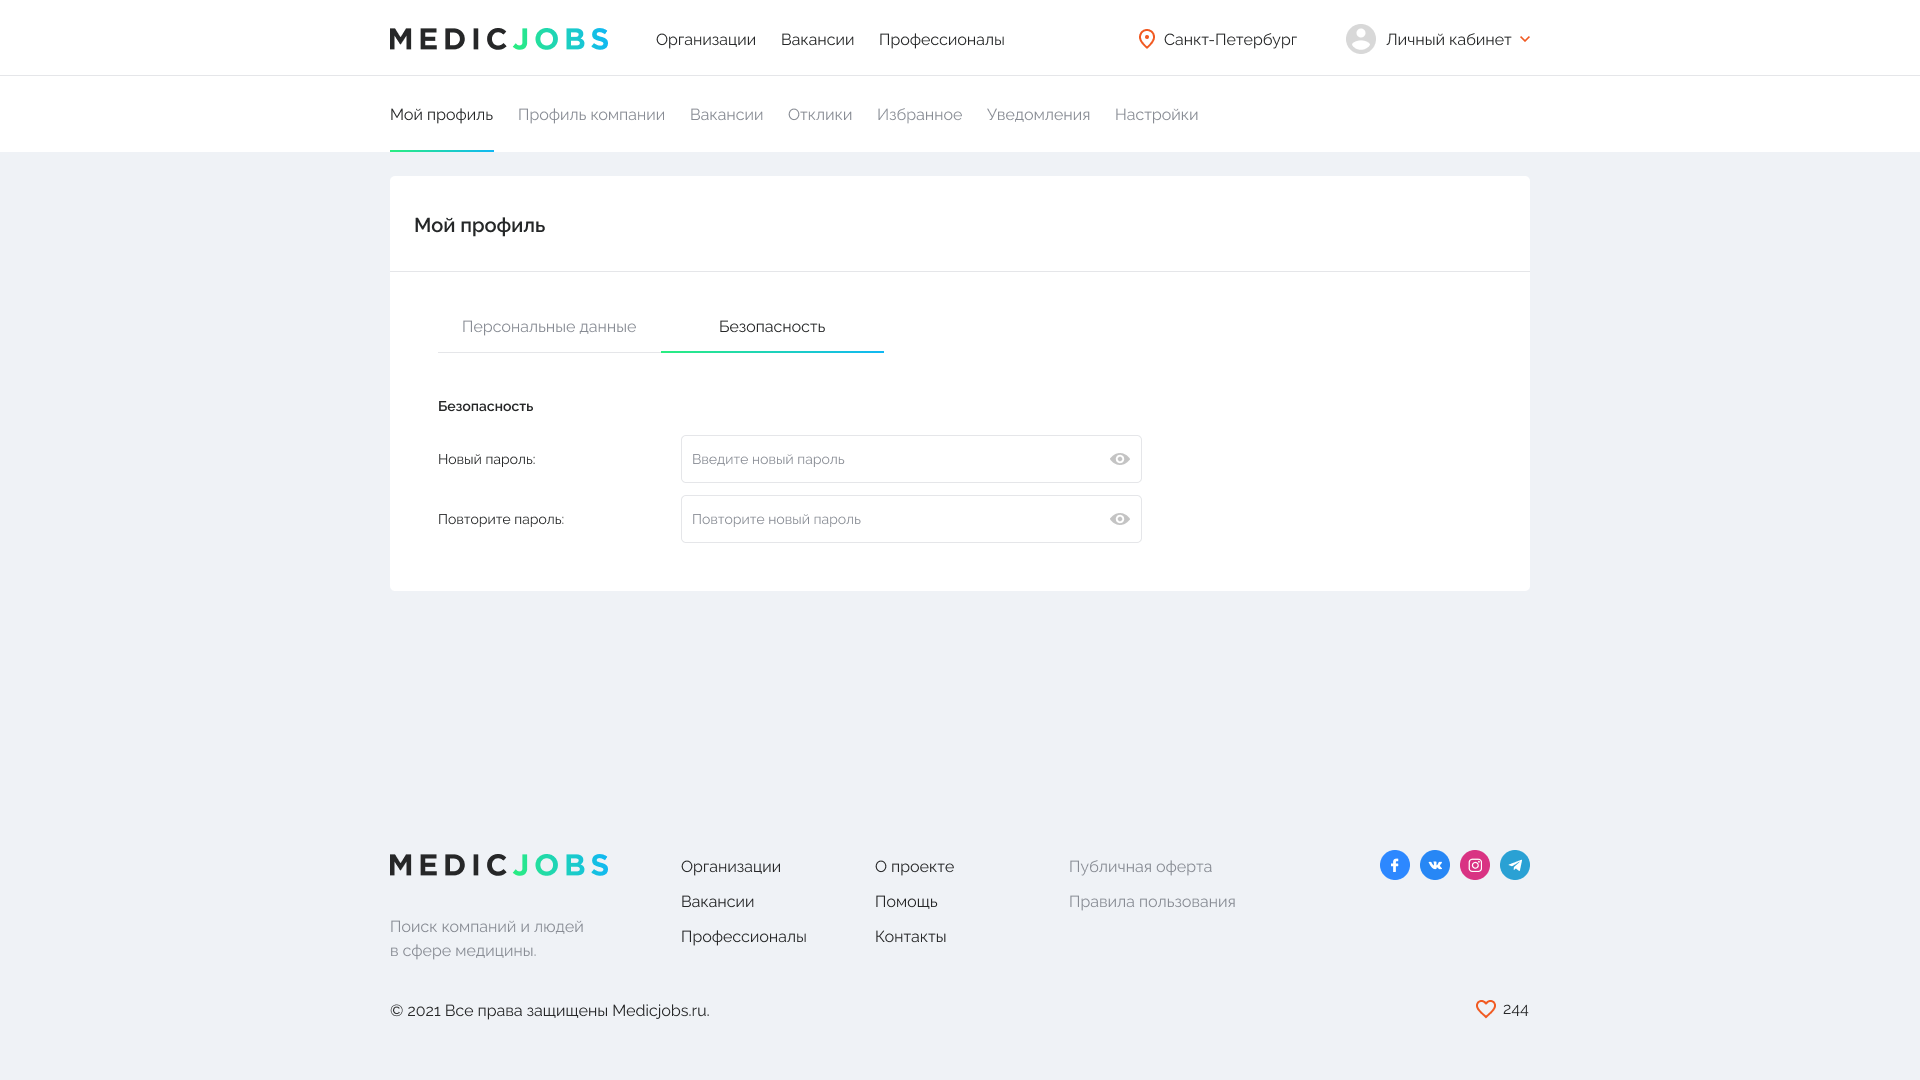 MEDICJOBS
Организации
Вакансии
Профессионалы
Санкт-Петербург
Личный кабинет
Мой профиль
Профиль компании
Вакансии
Отклики
Избранное
Уведомления
Настройки
Мой профиль
Персональные данные
Безопасность
Безопасность
Новый пароль:
Введите новый пароль
Повторите пароль:
Повторите новый пароль
MEDICJOBS
Поиск компаний и людей
в сфере медицины.
Организации
Вакансии
Профессионалы
О проекте
Помощь
Контакты
Публичная оферта
Правила пользования
© 2021 Все права защищены Medicjobs.ru.
244